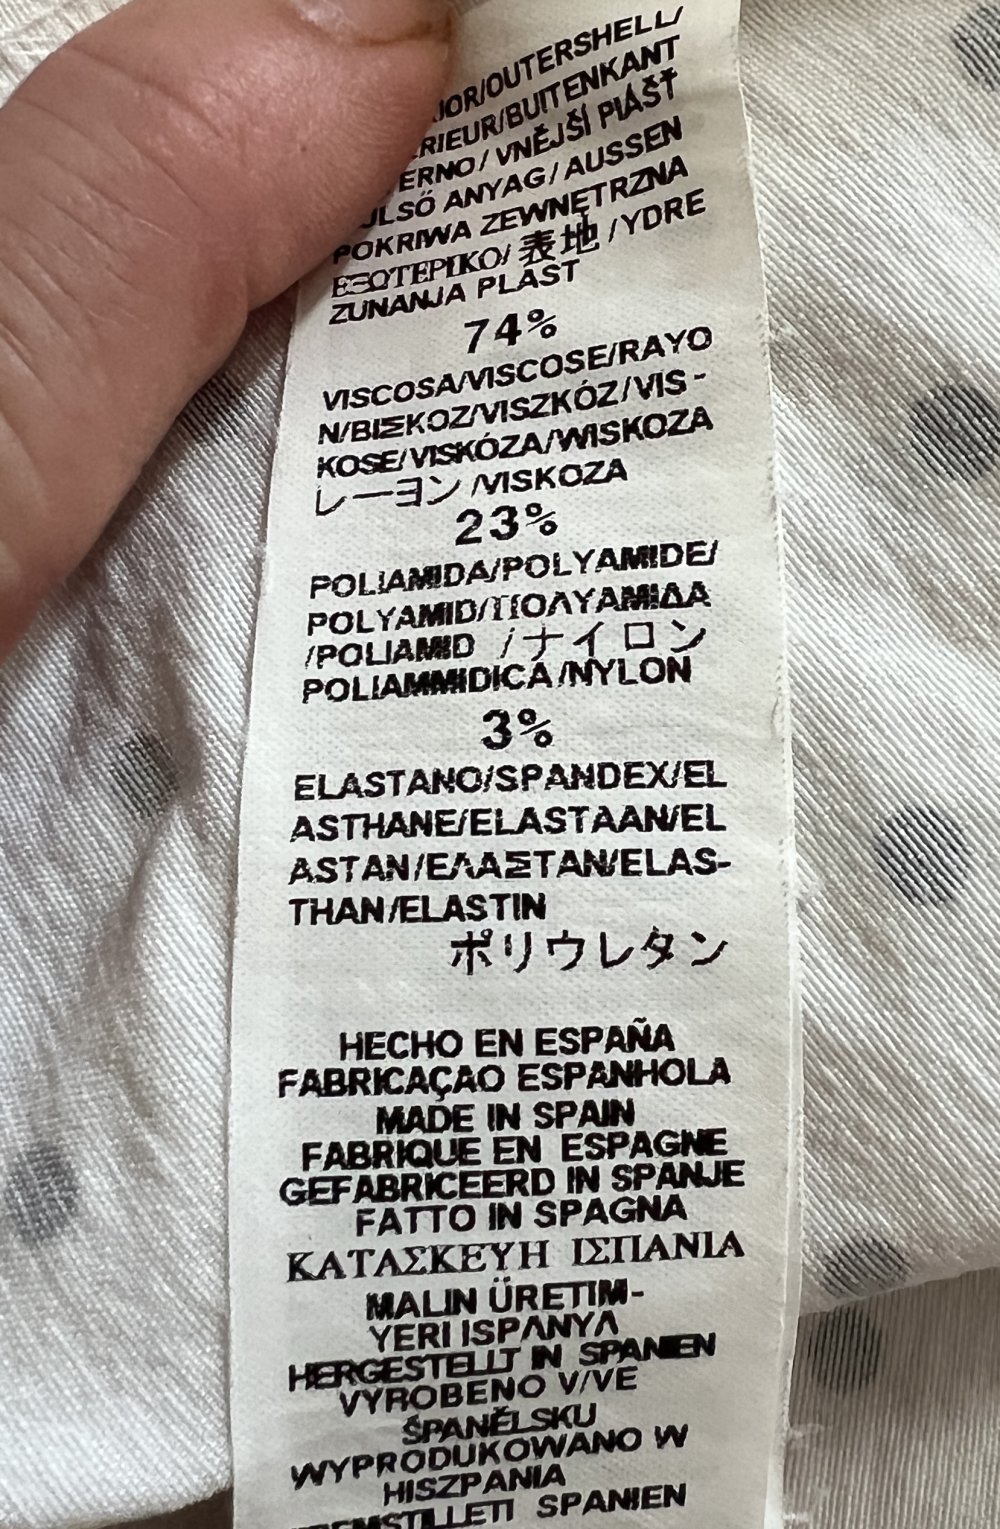 /OUTERSHELL/
/BUITENKANT
/ VNĚJŠÍ PLÁŠŤ
ANYAG / AUSSEN
POKRIWA ZEWNĘTRZNA
ΕΞΩΤΕΡΙΚΟ/ 表地 / YDRE
ZUNANJA PLAST
74%
VISCOSA/VISCOSE/RAYO
N/ΒΙΣΚΟΖ/VISZKÓZ/VIS-
KOSE/VISKÓZA/WISKOZA
レーヨン /VISKOZA
23%
POLIAMIDA/POLYAMIDE/
POLYAMID/ΠΟΛΥΑΜΙΔΑ
/POLIAMID /ナイロン
POLIAMMIDICA/NYLON
3%
ELASTANO/SPANDEX/EL
ASTHANE/ELASTAAN/EL
ASTAN/ΕΛΑΣΤΑΝ/ELAS-
THAN/ELASTIN
ポリウレタン
HECHO EN ESPAÑA
FABRICAÇAO ESPANHOLA
MADE IN SPAIN
FABRIQUE EN ESPAGNE
GEFABRICEERD IN SPANJE
FATTO IN SPAGNA
ΚΑΤΑΣΚΕΥΗ ΙΣΠΑΝΙΑ
MALIN ÜRETIM-
YERI ISPANYA
HERGESTELLT IN SPANIEN
VYROBENO V/VE
ŠPANĚLSKU
WYPRODUKOWANO W
HISZPANIA
SPANIEN